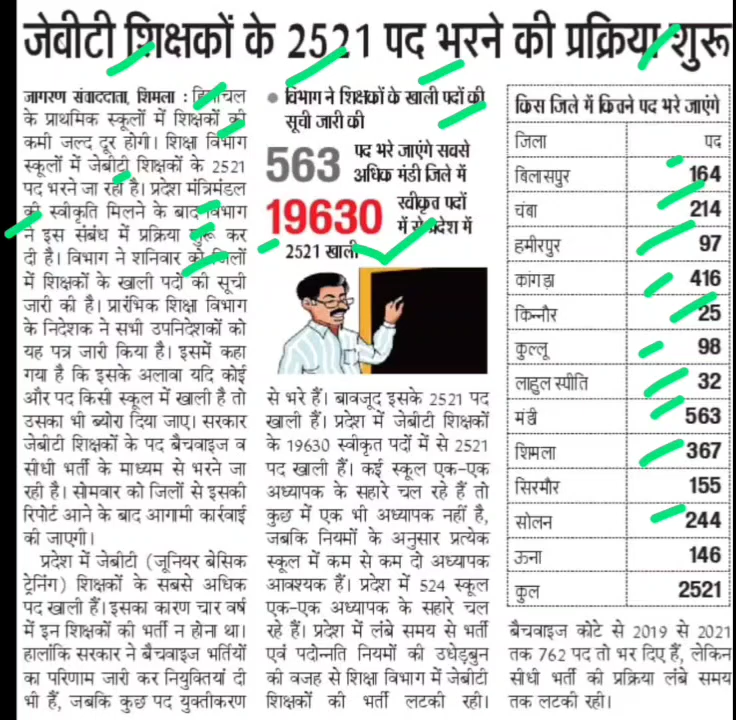 जेबीटी शिक्षकों के 2521 पद भरने की प्रक्रिया शुरू
जागरण संवाददाता, शिमला : हिमाचल
के प्राथमिक स्कूलों में शिक्षकों की
कमी जल्द दूर होगी। शिक्षा विभाग
स्कूलों में जेबीटी शिक्षकों के 2521
पद भरने जा रहा है। प्रदेश मंत्रिमंडल
की स्वीकृति मिलने के बाद विभाग
ने इस संबंध में प्रक्रिया शुरू कर
दी है। विभाग ने शनिवार को जिलों
में शिक्षकों के खाली पदों की सूची
जारी की है। प्रारंभिक शिक्षा विभाग
के निदेशक ने सभी उपनिदेशकों को
यह पत्र जारी किया है। इसमें कहा
गया है कि इसके अलावा यदि कोई
और पद किसी स्कूल में खाली है तो
उसका भी ब्योरा दिया जाए। सरकार
जेबीटी शिक्षकों के पद बैचवाइज व
सीधी भर्ती के माध्यम से भरने जा
रही है। सोमवार को जिलों से इसकी
रिपोर्ट आने के बाद आगामी कार्रवाई
की जाएगी।
प्रदेश में जेबीटी (जूनियर बेसिक
ट्रेनिंग) शिक्षकों के सबसे अधिक
पद खाली हैं। इसका कारण चार वर्ष
में इन शिक्षकों की भर्ती न होना था।
हालांकि सरकार ने बैचवाइज भर्तियों
का परिणाम जारी कर नियुक्तियां दी
भी हैं, जबकि कुछ पद युक्तीकरण
● विभाग ने शिक्षकों के खाली पदों की
सूची जारी की
563 पद भरे जाएंगे सबसे
अधिक मंडी जिले में
19630 स्वीकृत पदों
में से प्रदेश में
2521 खाली
से भरे हैं। बावजूद इसके 2521 पद
खाली हैं। प्रदेश में जेबीटी शिक्षकों
के 19630 स्वीकृत पदों में से 2521
पद खाली हैं। कई स्कूल एक-एक
अध्यापक के सहारे चल रहे हैं तो
कुछ में एक भी अध्यापक नहीं है,
जबकि नियमों के अनुसार प्रत्येक
स्कूल में कम से कम दो अध्यापक
आवश्यक हैं। प्रदेश में 524 स्कूल
एक-एक अध्यापक के सहारे चल
रहे हैं। प्रदेश में लंबे समय से भर्ती
एवं पदोन्नति नियमों की उधेड़बुन
की वजह से शिक्षा विभाग में जेबीटी
शिक्षकों की भर्ती लटकी रही।
किस जिले में कितने पद भरे जाएंगे
जिला पद
बिलासपुर 164
चंबा 214
हमीरपुर 97
कांगड़ा 416
किन्नौर 25
कुल्लू 98
लाहुल स्पीति 32
मंडी 563
शिमला 367
सिरमौर 155
सोलन 244
ऊना 146
कुल 2521
बैचवाइज कोटे से 2019 से 2021
तक 762 पद तो भर दिए हैं, लेकिन
सीधी भर्ती की प्रक्रिया लंबे समय
तक लटकी रही।